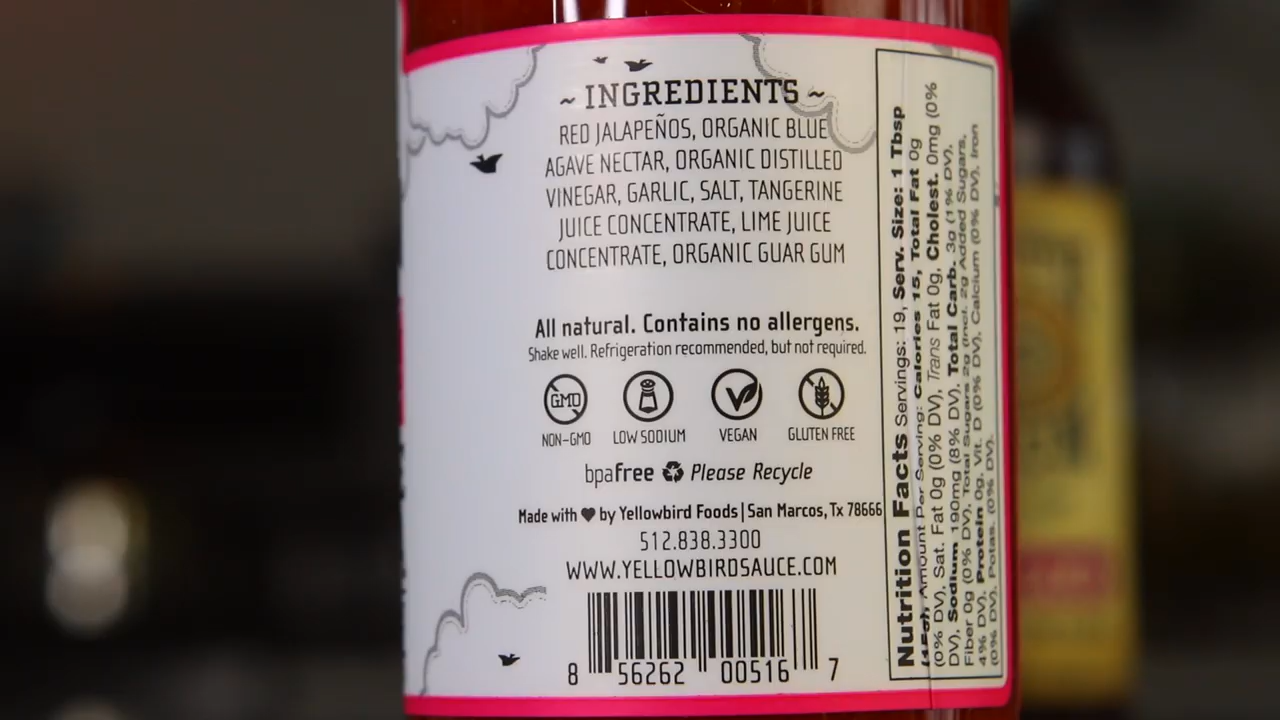 ~ INGREDIENTS ~
RED JALAPEÑOS, ORGANIC BLUE
AGAVE NECTAR, ORGANIC DISTILLED
VINEGAR, GARLIC, SALT, TANGERINE
JUICE CONCENTRATE, LIME JUICE
CONCENTRATE, ORGANIC GUAR GUM
All natural. Contains no allergens.
Shake well. Refrigeration recommended, but not required.
GMO
NON-GMO LOW SODIUM VEGAN GLUTEN FREE
bpafree Please Recycle
Made with ♥ by Yellowbird Foods | San Marcos, Tx 78666
512.838.3300
WWW.YELLOWBIRDSAUCE.COM
8 56262 00516 7
Nutrition Facts Servings: 19, Serv. Size: 1 Tbsp
(15g), Amount Per Serving: Calories 15, Total Fat 0g
(0% DV), Sat. Fat 0g (0% DV), Trans Fat 0g, Cholest. 0mg (0%
DV), Sodium 190mg (8% DV), Total Carb. 3g (1% DV),
Fiber 0g (0% DV), Total Sugars 2g (Incl. 2g Added Sugars,
4% DV), Protein 0g, Vit. D (0% DV), Calcium (0% DV), Iron
(0% DV), Potas. (0% DV).